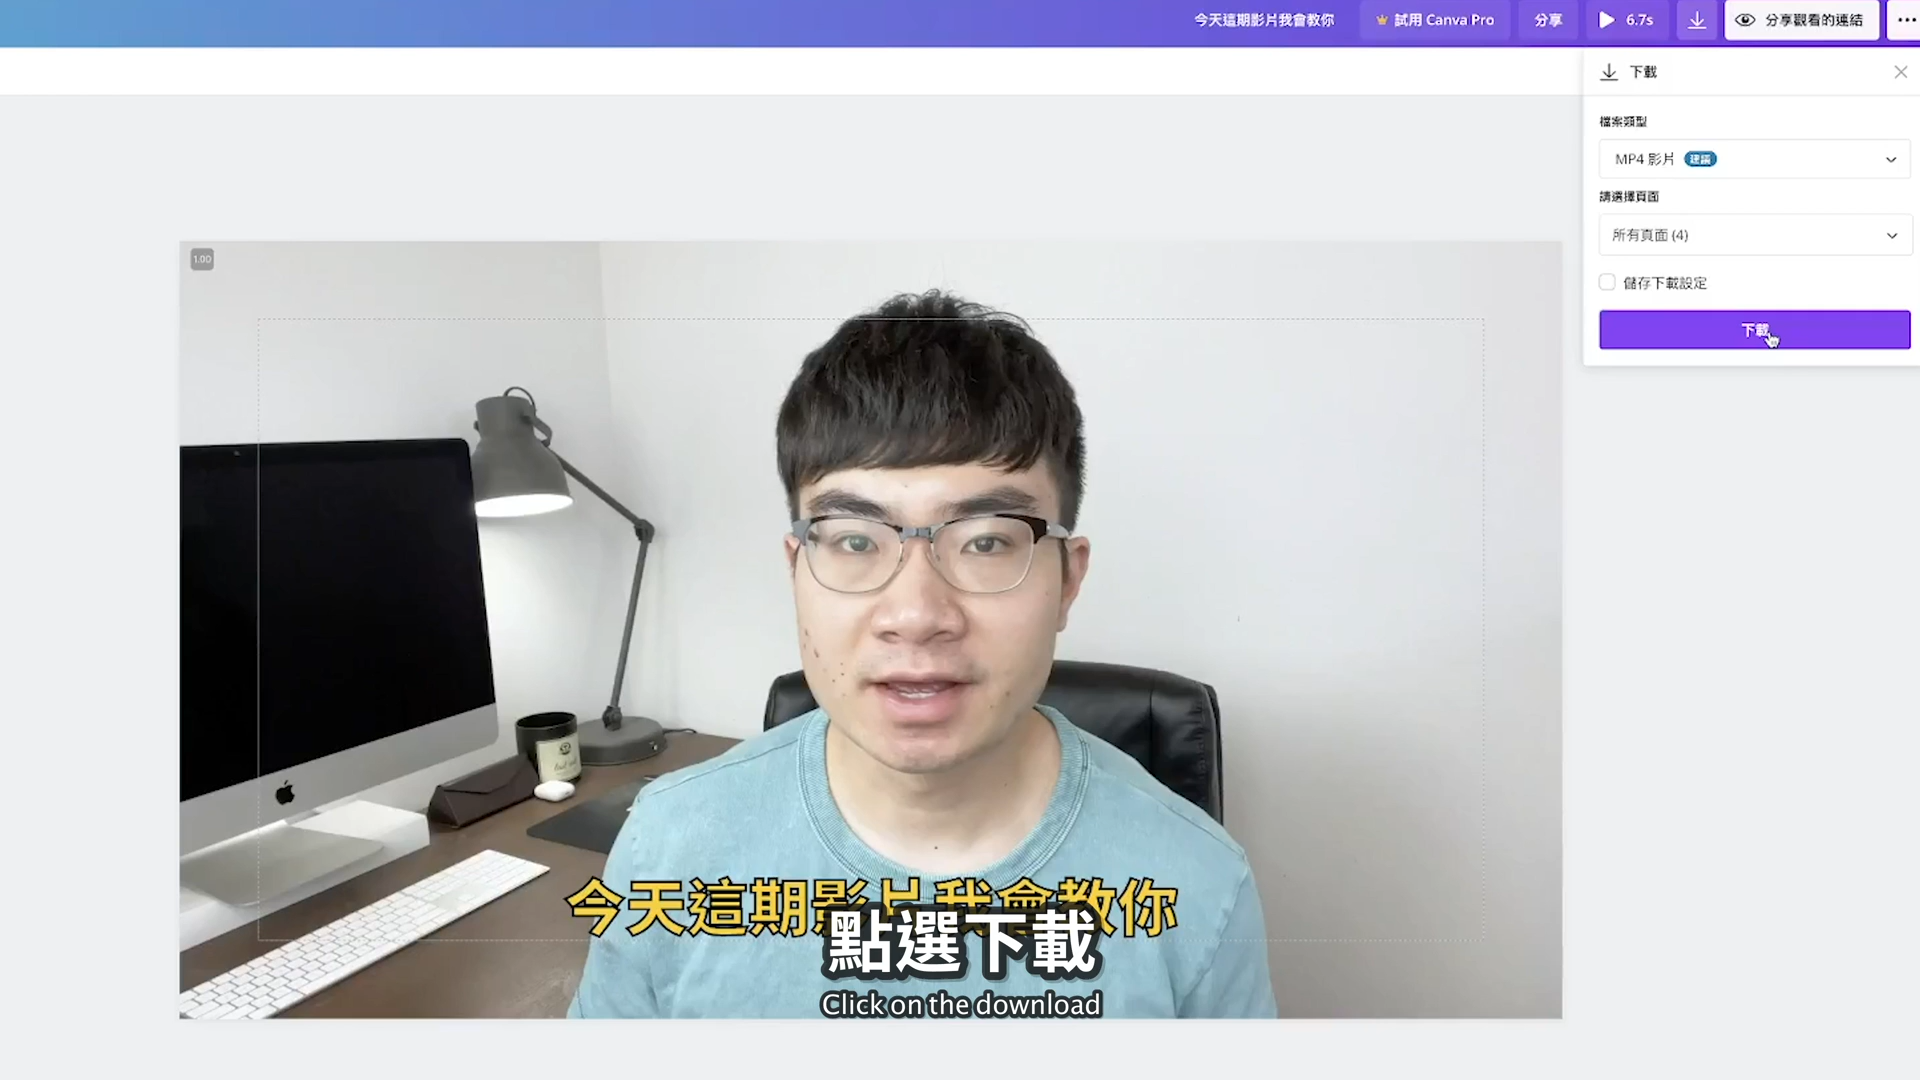 今天這期影片我會教你
試用 Canva Pro
分享
6.7s
分享觀看的連結
下載
檔案類型
MP4 影片 建議
請選擇頁面
所有頁面 (4)
儲存下載設定
下載
1.00
今天這期影片我會教你
點選下載
Click on the download